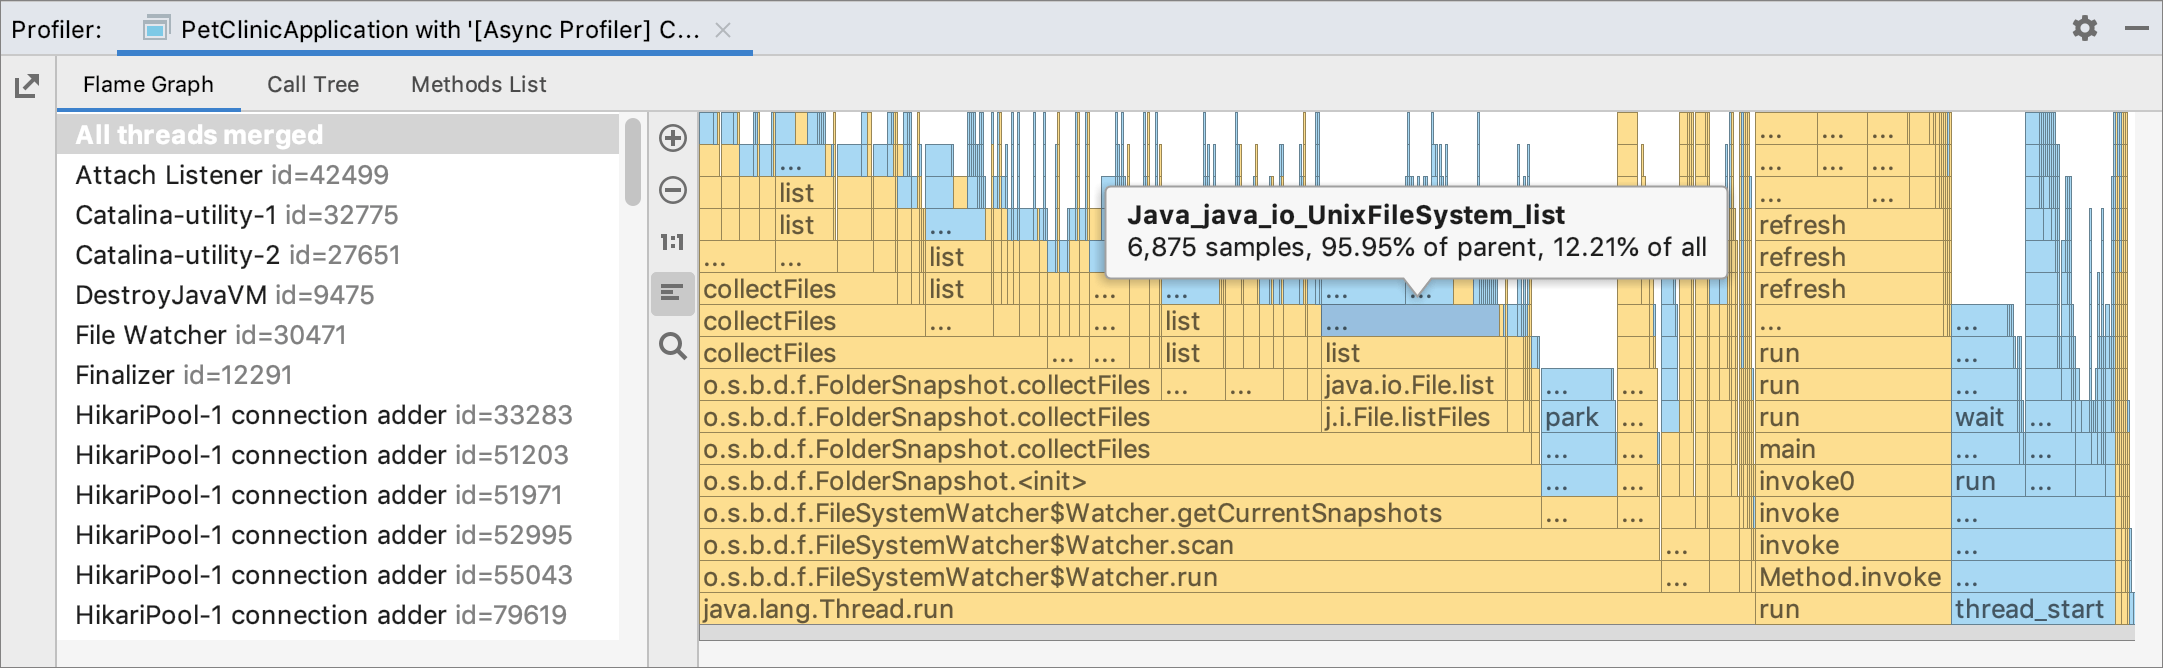 Profiler:
PetClinicApplication with '[Async Profiler] C...
Flame Graph
Call Tree
Methods List
All threads merged
Attach Listener id=42499
Catalina-utility-1 id=32775
Catalina-utility-2 id=27651
DestroyJavaVM id=9475
File Watcher id=30471
Finalizer id=12291
HikariPool-1 connection adder id=33283
HikariPool-1 connection adder id=51203
HikariPool-1 connection adder id=51971
HikariPool-1 connection adder id=52995
HikariPool-1 connection adder id=55043
HikariPool-1 connection adder id=79619
1:1
... ... ...
... ... ... ...
list ... ...
list ... refresh
... ... list refresh
collectFiles list ... ... ... ... refresh
collectFiles ... ... list ... ... ...
collectFiles ... ... list list run ...
o.s.b.d.f.FolderSnapshot.collectFiles ... ... java.io.File.list ... ... run ...
o.s.b.d.f.FolderSnapshot.collectFiles j.i.File.listFiles park ... run wait ...
o.s.b.d.f.FolderSnapshot.collectFiles ... ... main ... ...
o.s.b.d.f.FolderSnapshot.<init> ... ... invoke0 run ...
o.s.b.d.f.FileSystemWatcher$Watcher.getCurrentSnapshots ... ... invoke ...
o.s.b.d.f.FileSystemWatcher$Watcher.scan ... invoke ...
o.s.b.d.f.FileSystemWatcher$Watcher.run ... Method.invoke ...
java.lang.Thread.run run thread_start
Java_java_io_UnixFileSystem_list
6,875 samples, 95.95% of parent, 12.21% of all